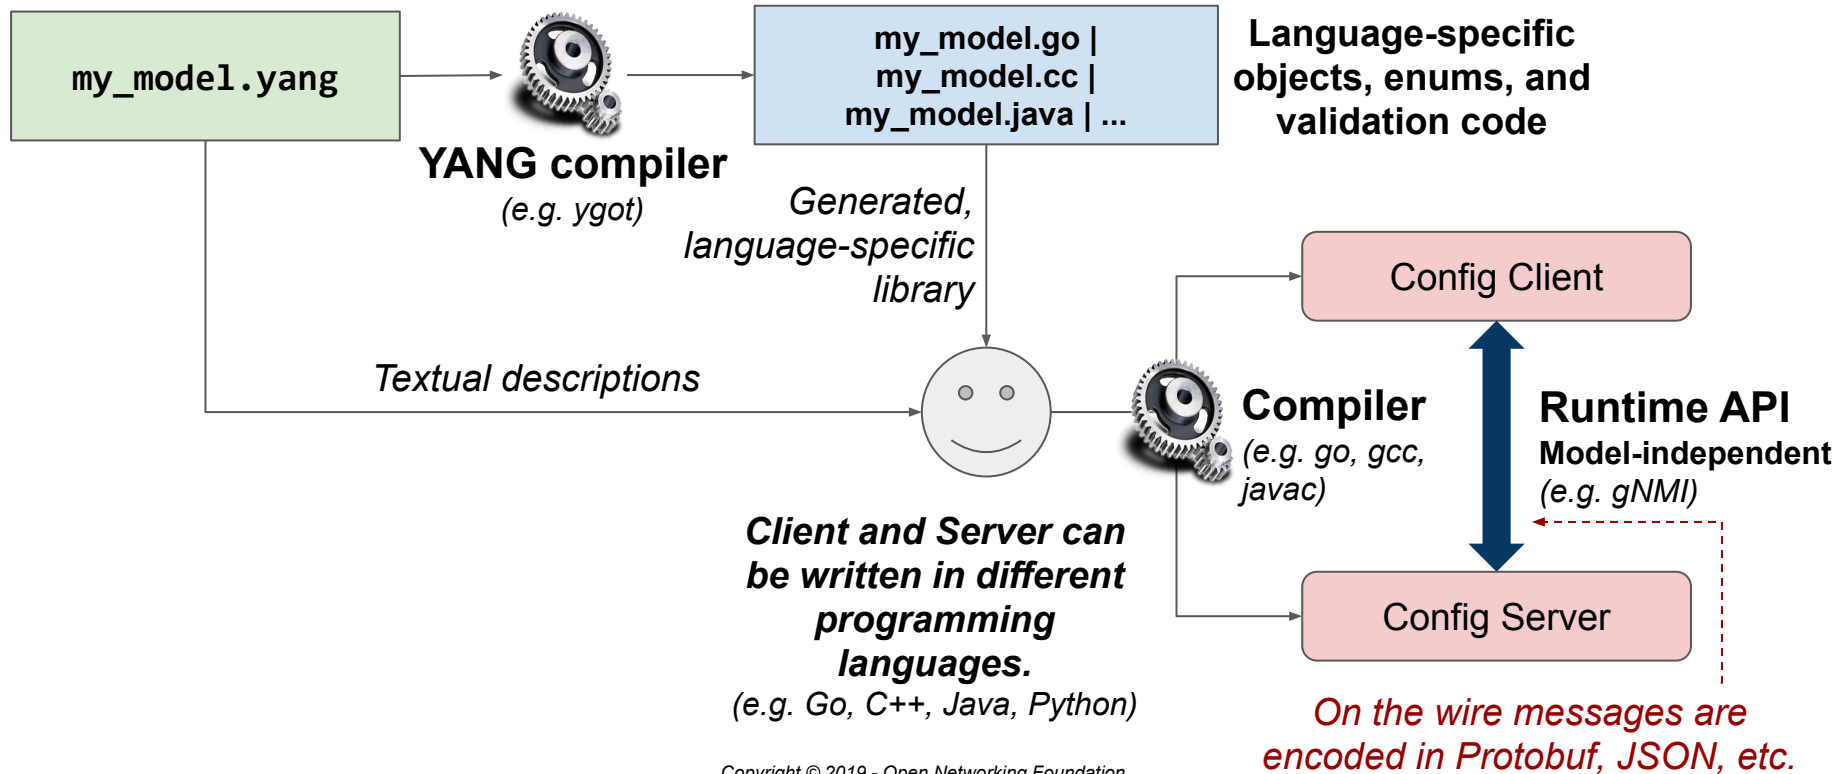 my_model.yang
my_model.go |
my_model.cc |
my_model.java | ...
Language-specific
objects, enums, and
validation code
YANG compiler
(e.g. ygot)
Generated,
language-specific
library
Config Client
Textual descriptions
Compiler
(e.g. go, gcc,
javac)
Runtime API
Model-independent
(e.g. gNMI)
Client and Server can
be written in different
programming
languages.
(e.g. Go, C++, Java, Python)
Config Server
On the wire messages are
encoded in Protobuf, JSON, etc.
Copyright © 2019 - Open Networking Foundation